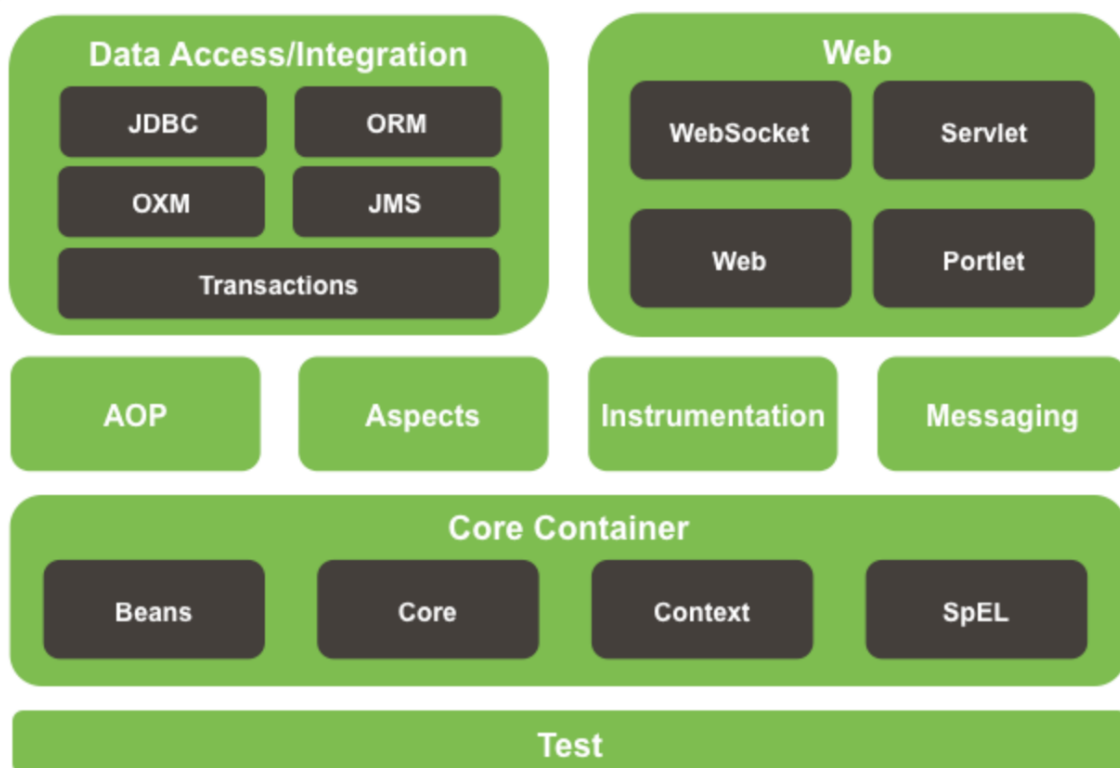 Data Access/Integration
JDBC
ORM
OXM
JMS
Transactions
Web
WebSocket
Servlet
Web
Portlet
AOP
Aspects
Instrumentation
Messaging
Core Container
Beans
Core
Context
SpEL
Test